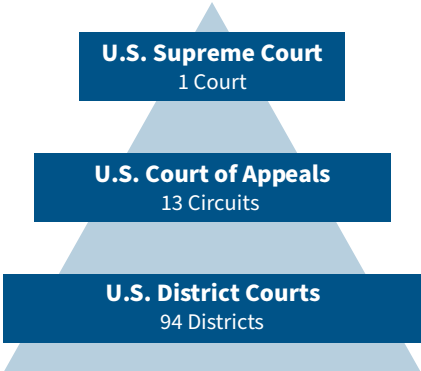 U.S. Supreme Court
1 Court
U.S. Court of Appeals
13 Circuits
U.S. District Courts
94 Districts